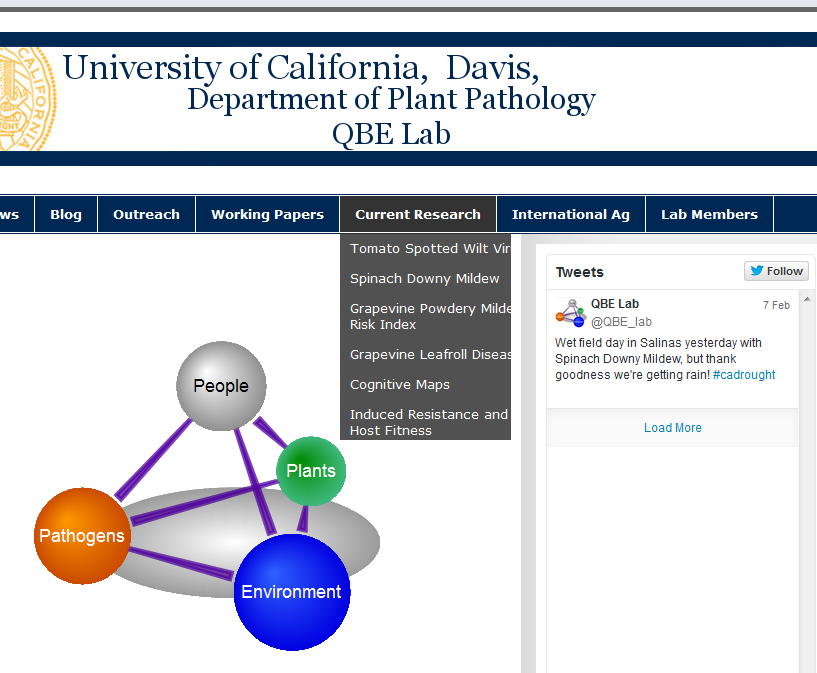 University of California, Davis,
Department of Plant Pathology
QBE Lab
ws
Blog
Outreach
Working Papers
Current Research
International Ag
Lab Members
Tomato Spotted Wilt Vir
Spinach Downy Mildew
Grapevine Powdery Milde
Risk Index
Grapevine Leafroll Diseas
Cognitive Maps
Induced Resistance and
Host Fitness
People
Plants
Pathogens
Environment
Tweets
Follow
QBE Lab
7 Feb
@QBE_lab
Wet field day in Salinas yesterday with
Spinach Downy Mildew, but thank
goodness we're getting rain! #cadrought
Load More